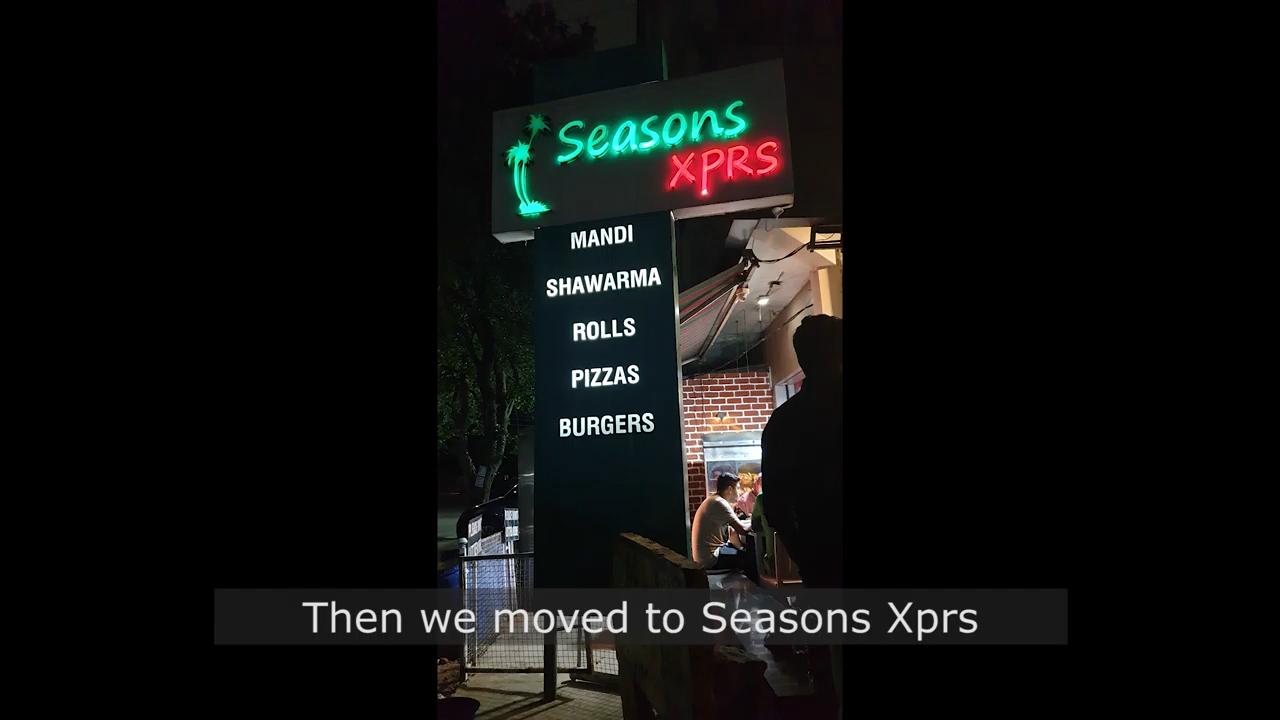 Seasons
XPRS
MANDI
SHAWARMA
ROLLS
PIZZAS
BURGERS
Then we moved to Seasons Xprs